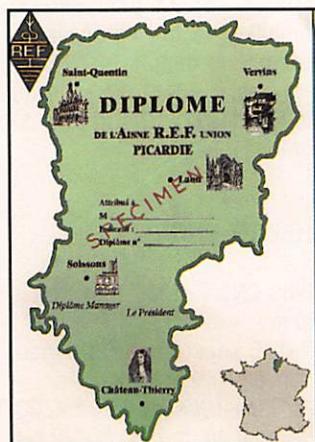 REF
Saint-Quentin
Vervins
DIPLOME
DE L'AISNE R.E.F. UNION
PICARDIE
Laon
SPECIMEN
Attribué à
M
Indicatif :
Diplôme n°
Soissons
Diplôme Manager
Le Président
Château-Thierry